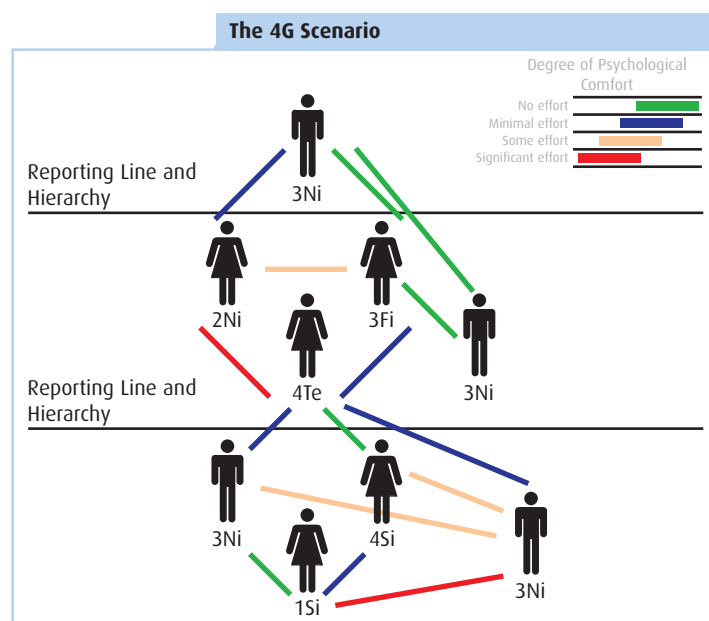 The 4G Scenario
Degree of Psychological
Comfort
No effort
Minimal effort
Some effort
Significant effort
3Ni
Reporting Line and
Hierarchy
2Ni
3Fi
4Te
3Ni
Reporting Line and
Hierarchy
3Ni
4Si
1Si
3Ni